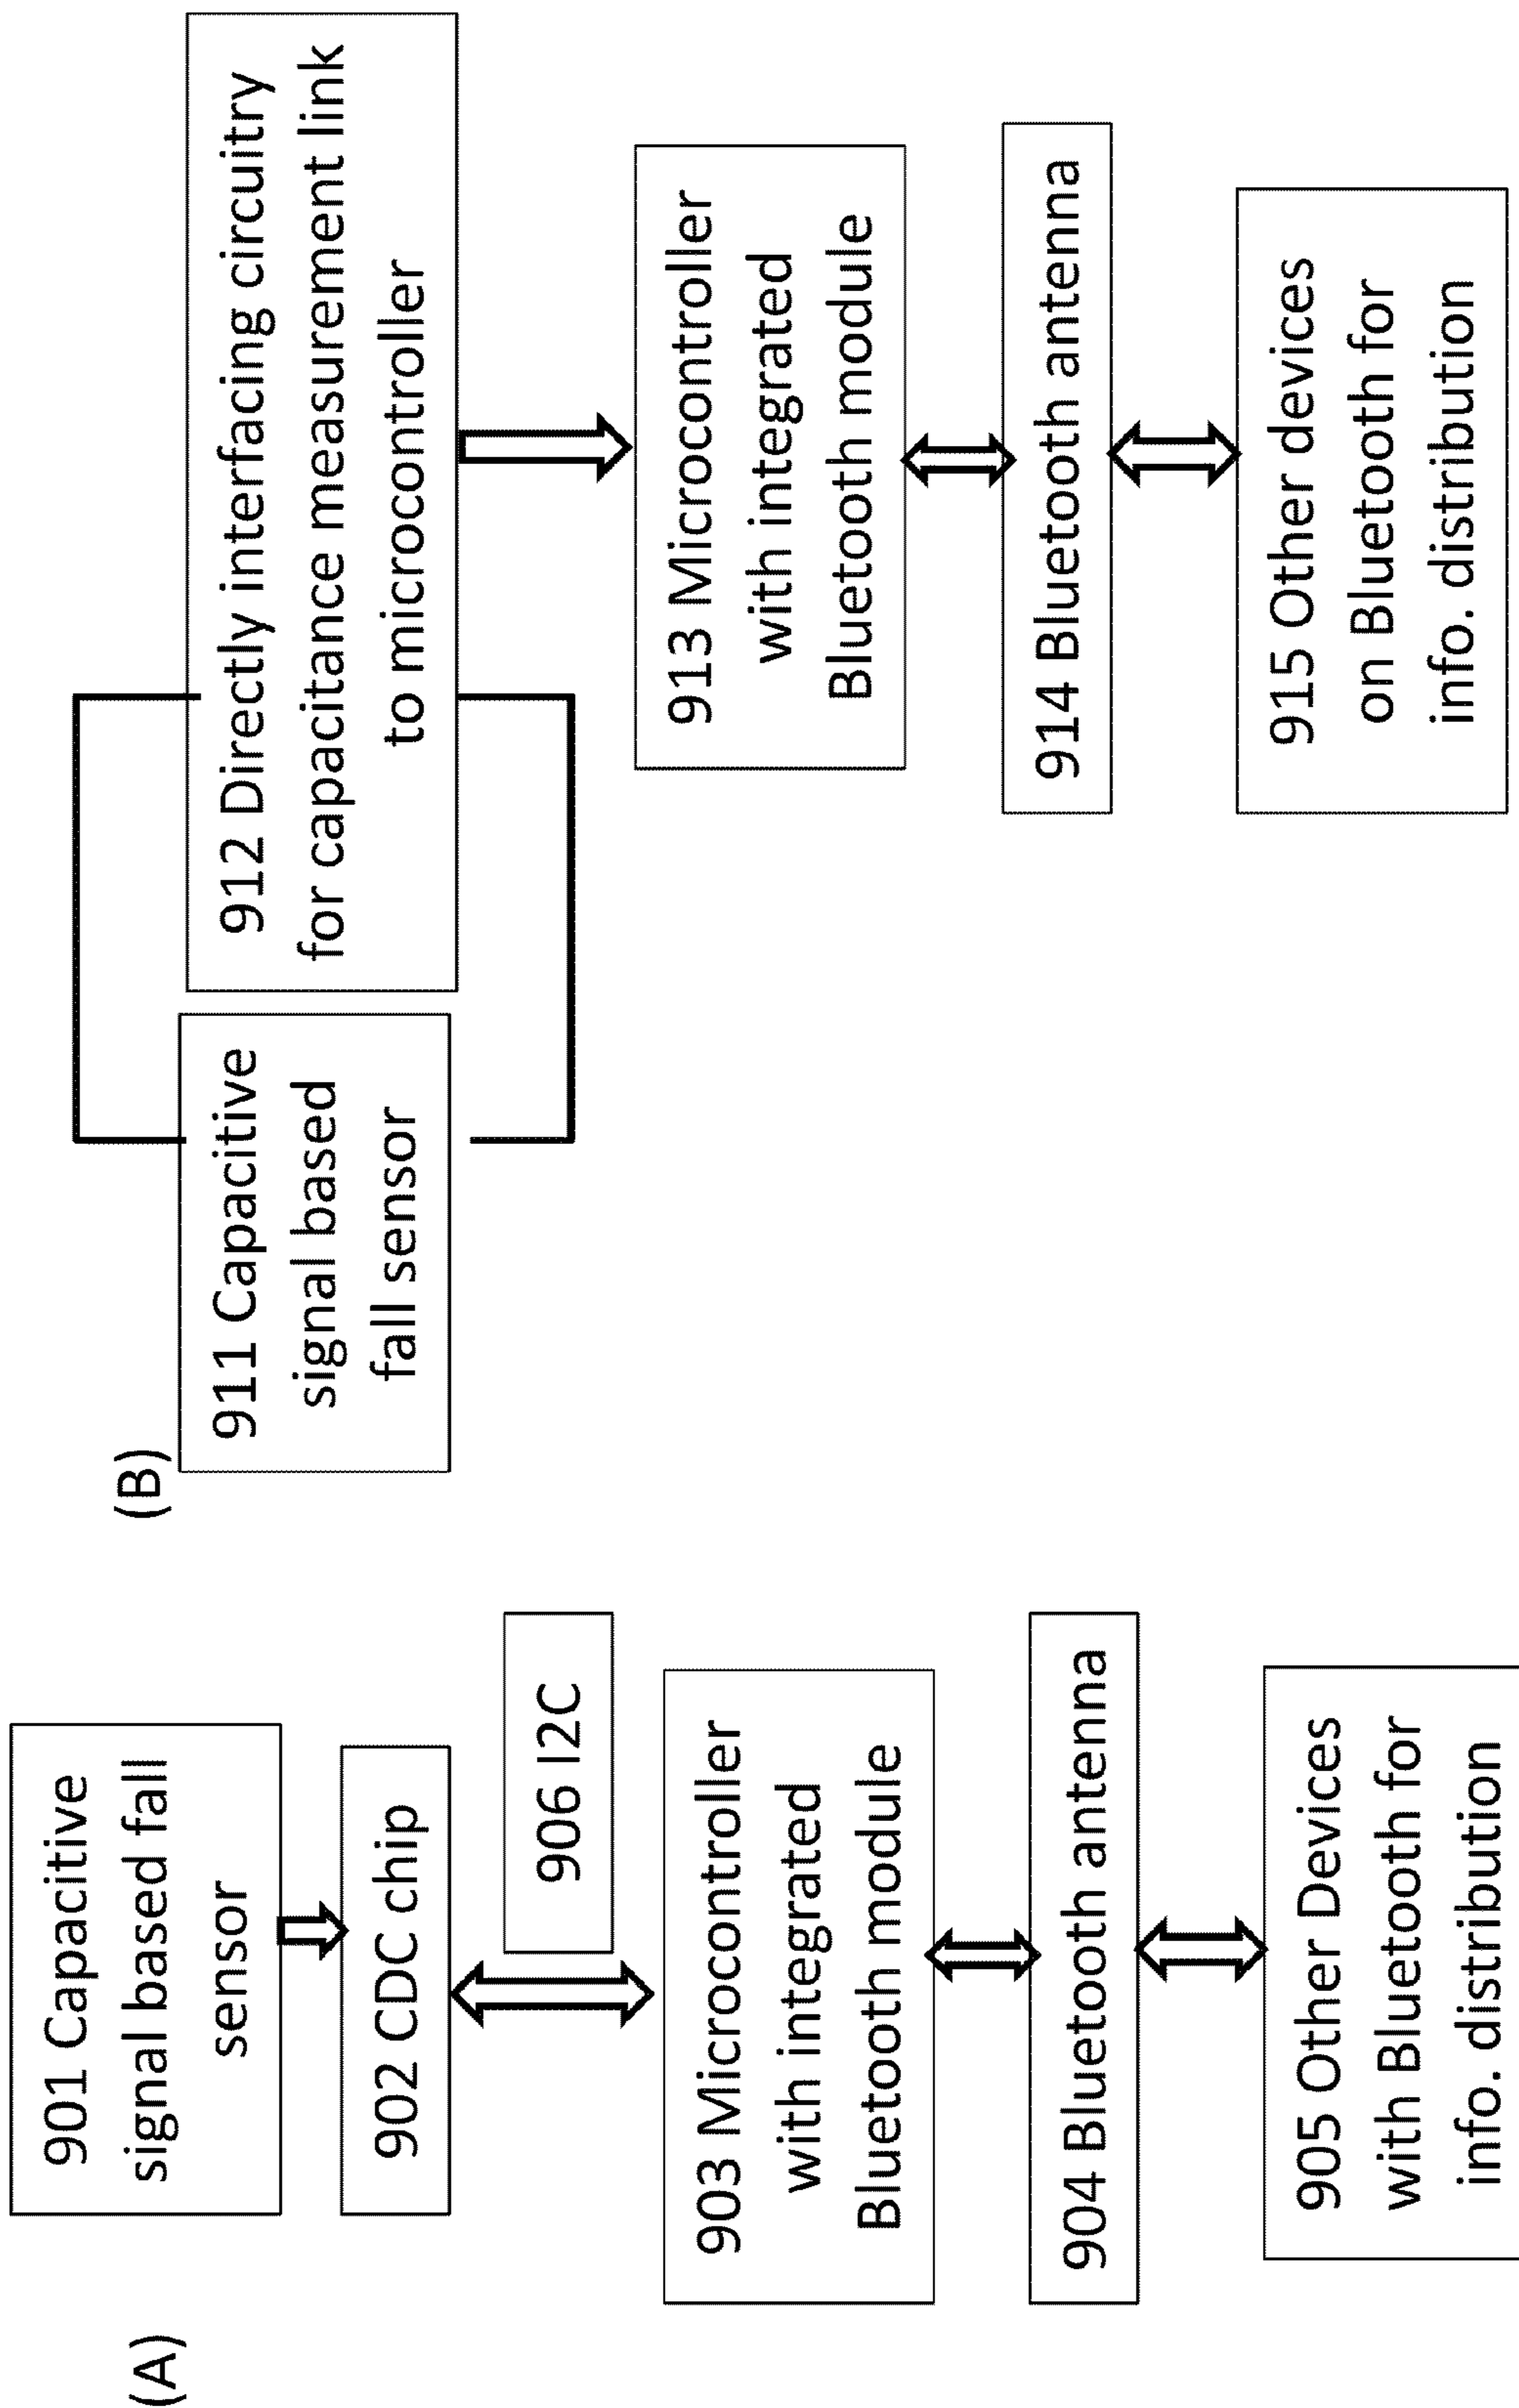 (A)
901 Capacitive
signal based fall
sensor
902 CDC chip
906 I2C
903 Microcontroller
with integrated
Bluetooth module
904 Bluetooth antenna
905 Other Devices
with Bluetooth for
info. distribution
(B)
911 Capacitive
signal based
fall sensor
912 Directly interfacing circuitry
for capacitance measurement link
to microcontroller
913 Microcontroller
with integrated
Bluetooth module
914 Bluetooth antenna
915 Other devices
on Bluetooth for
info. distribution